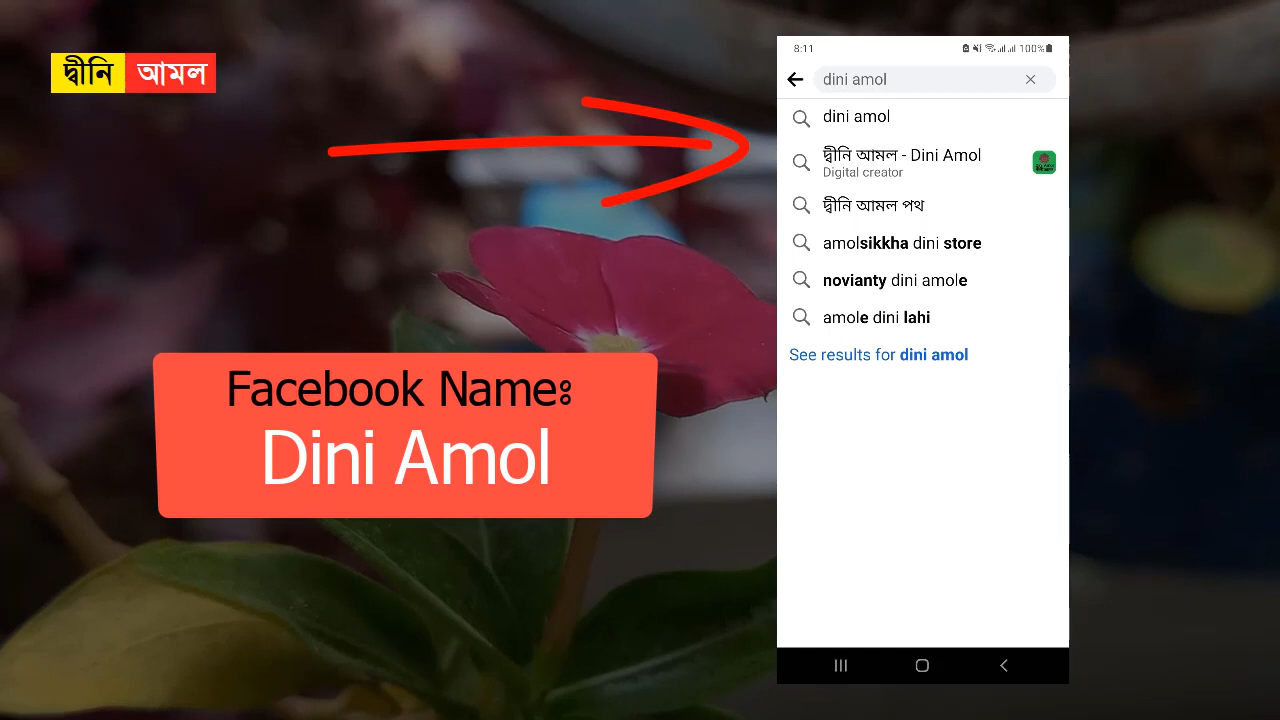 দ্বীনি আমল
8:11 100%
dini amol
dini amol
দ্বীনি আমল - Dini Amol
Digital creator
দ্বীনি আমল পথ
amolsikkha dini store
novianty dini amole
amole dini lahi
See results for dini amol
Facebook Nameঃ
Dini Amol